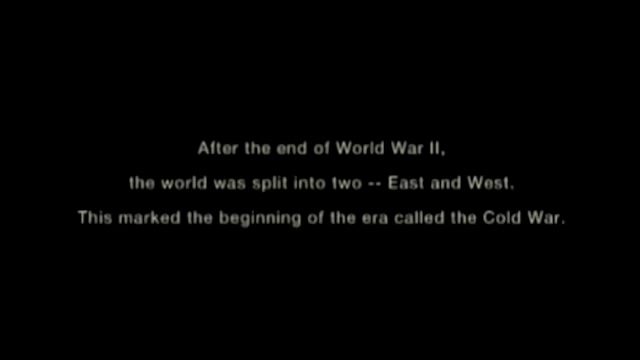 After the end of World War II,
the world was split into two -- East and West.
This marked the beginning of the era called the Cold War.